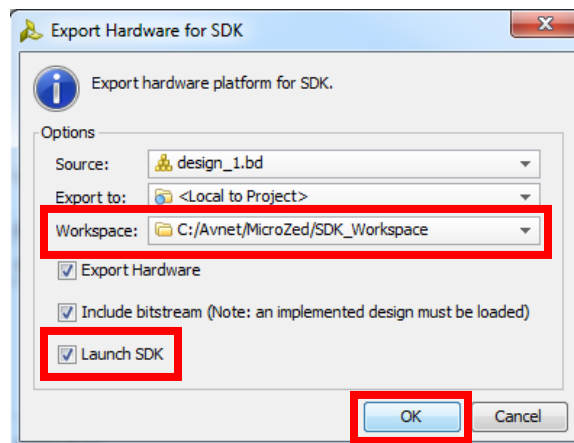 Export Hardware for SDK
Export hardware platform for SDK.
Options
Source: design_1.bd
Export to: <Local to Project>
Workspace: C:/Avnet/MicroZed/SDK_Workspace
Export Hardware
Include bitstream (Note: an implemented design must be loaded)
Launch SDK
OK Cancel